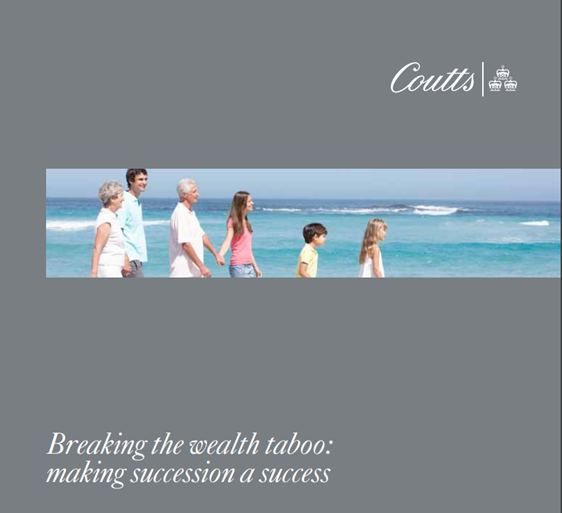 Coutts
Breaking the wealth taboo:
making succession a success